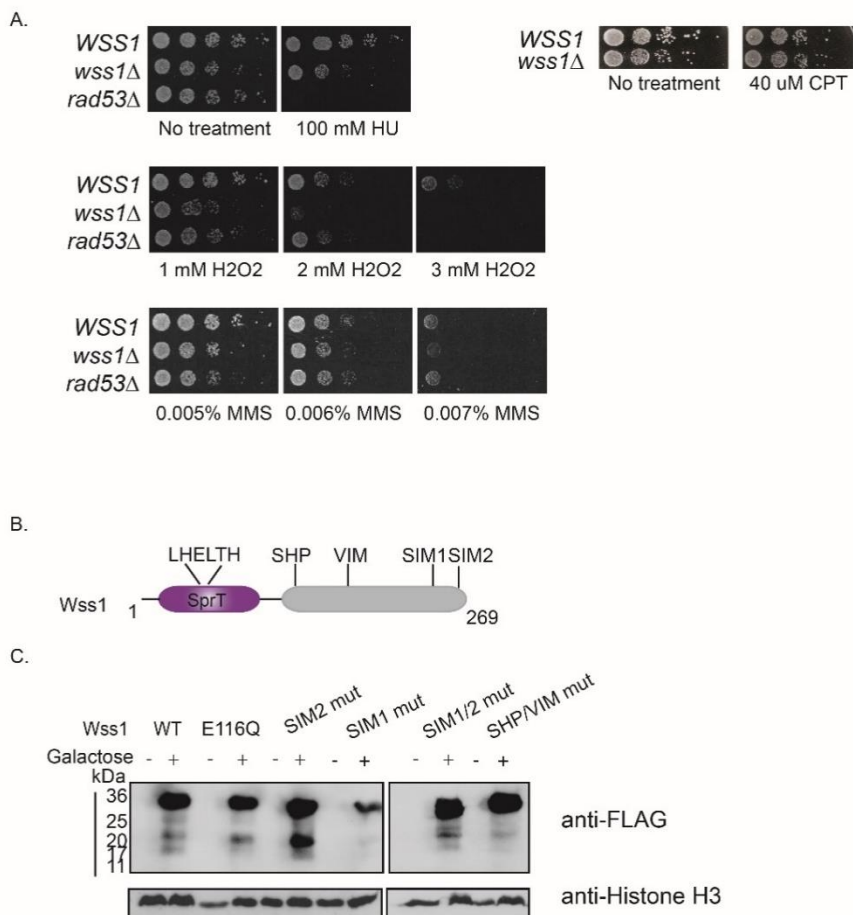 A.
WSS1
wss1Δ
rad53Δ
No treatment 100 mM HU
WSS1
wss1Δ
No treatment 40 uM CPT
WSS1
wss1Δ
rad53Δ
1 mM H2O2 2 mM H2O2 3 mM H2O2
WSS1
wss1Δ
rad53Δ
0.005% MMS 0.006% MMS 0.007% MMS
B.
LHELTH SHP VIM SIM1SIM2
Wss1 1 SprT 269
C.
Wss1 WT E116Q SIM2 mut SIM1 mut SIM1/2 mut SHP/VIM mut
Galactose - + - + - + - + - + - +
kDa
36
25
20
17
11
anti-FLAG
anti-Histone H3